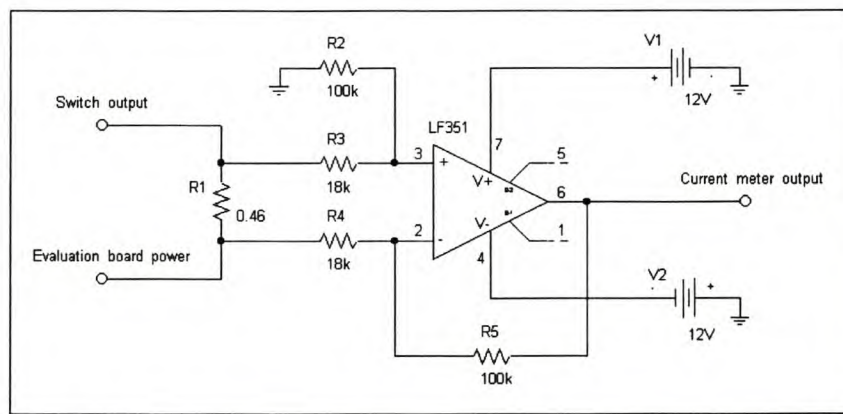 R2
100k
V1
+
12V
Switch output
LF351
R3
18k
3
+
7
V+
5
6
Current meter output
R1
0.46
R4
18k
2
-
V-
1
4
Evaluation board power
V2
+
12V
R5
100k